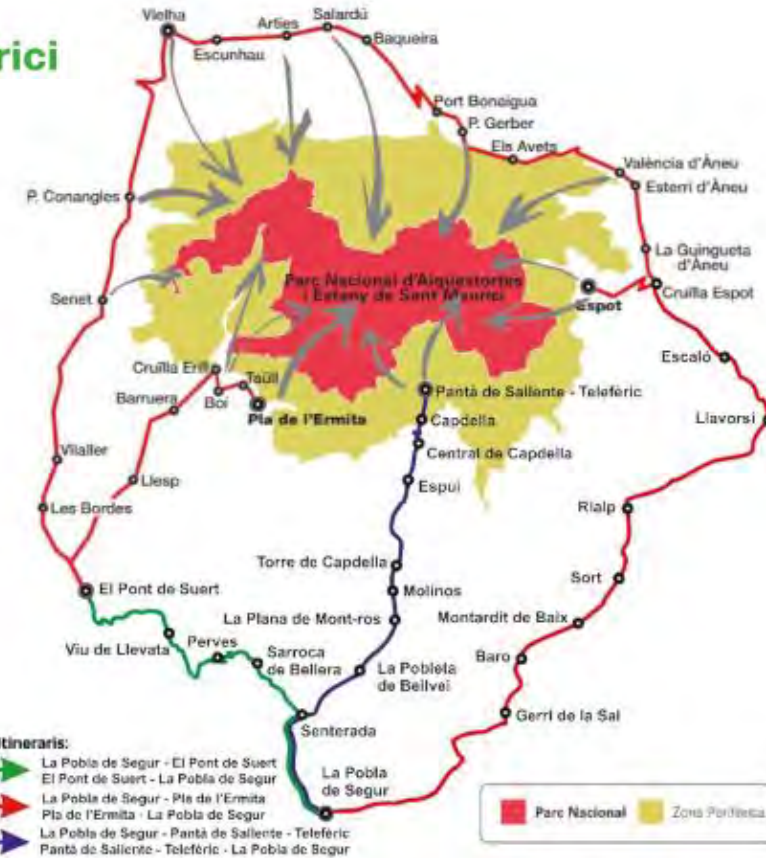 rici
Vielha
Escunhau
Arties
Salardú
Baqueira
Port Bonaigua
P. Gerber
Els Avets
València d'Àneu
Esterri d'Àneu
La Guingueta
d'Àneu
Cruïlla Espot
Espot
P. Conangles
Senet
Parc Nacional d'Aigüestortes
i Estany de Sant Maurici
Escaló
Llavorsí
Cruïlla Erill
Taüll
Boí
Barruera
Pla de l'Ermita
Pantà de Sallente - Telefèric
Capdella
Central de Capdella
Espui
Vilaller
Llesp
Les Bordes
Rialp
El Pont de Suert
Torre de Capdella
Molinos
Sort
La Plana de Mont-ros
Montardit de Baix
Viu de Llevata
Perves
Sarroca
de Bellera
La Pobleta
de Bellveí
Baro
Senterada
Gerri de la Sal
La Pobla
de Segur
Itineraris:
La Pobla de Segur - El Pont de Suert
El Pont de Suert - La Pobla de Segur
La Pobla de Segur - Pla de l'Ermita
Pla de l'Ermita - La Pobla de Segur
La Pobla de Segur - Pantà de Sallente - Telefèric
Pantà de Sallente - Telefèric - La Pobla de Segur
Parc Nacional
Zona Perifèrica